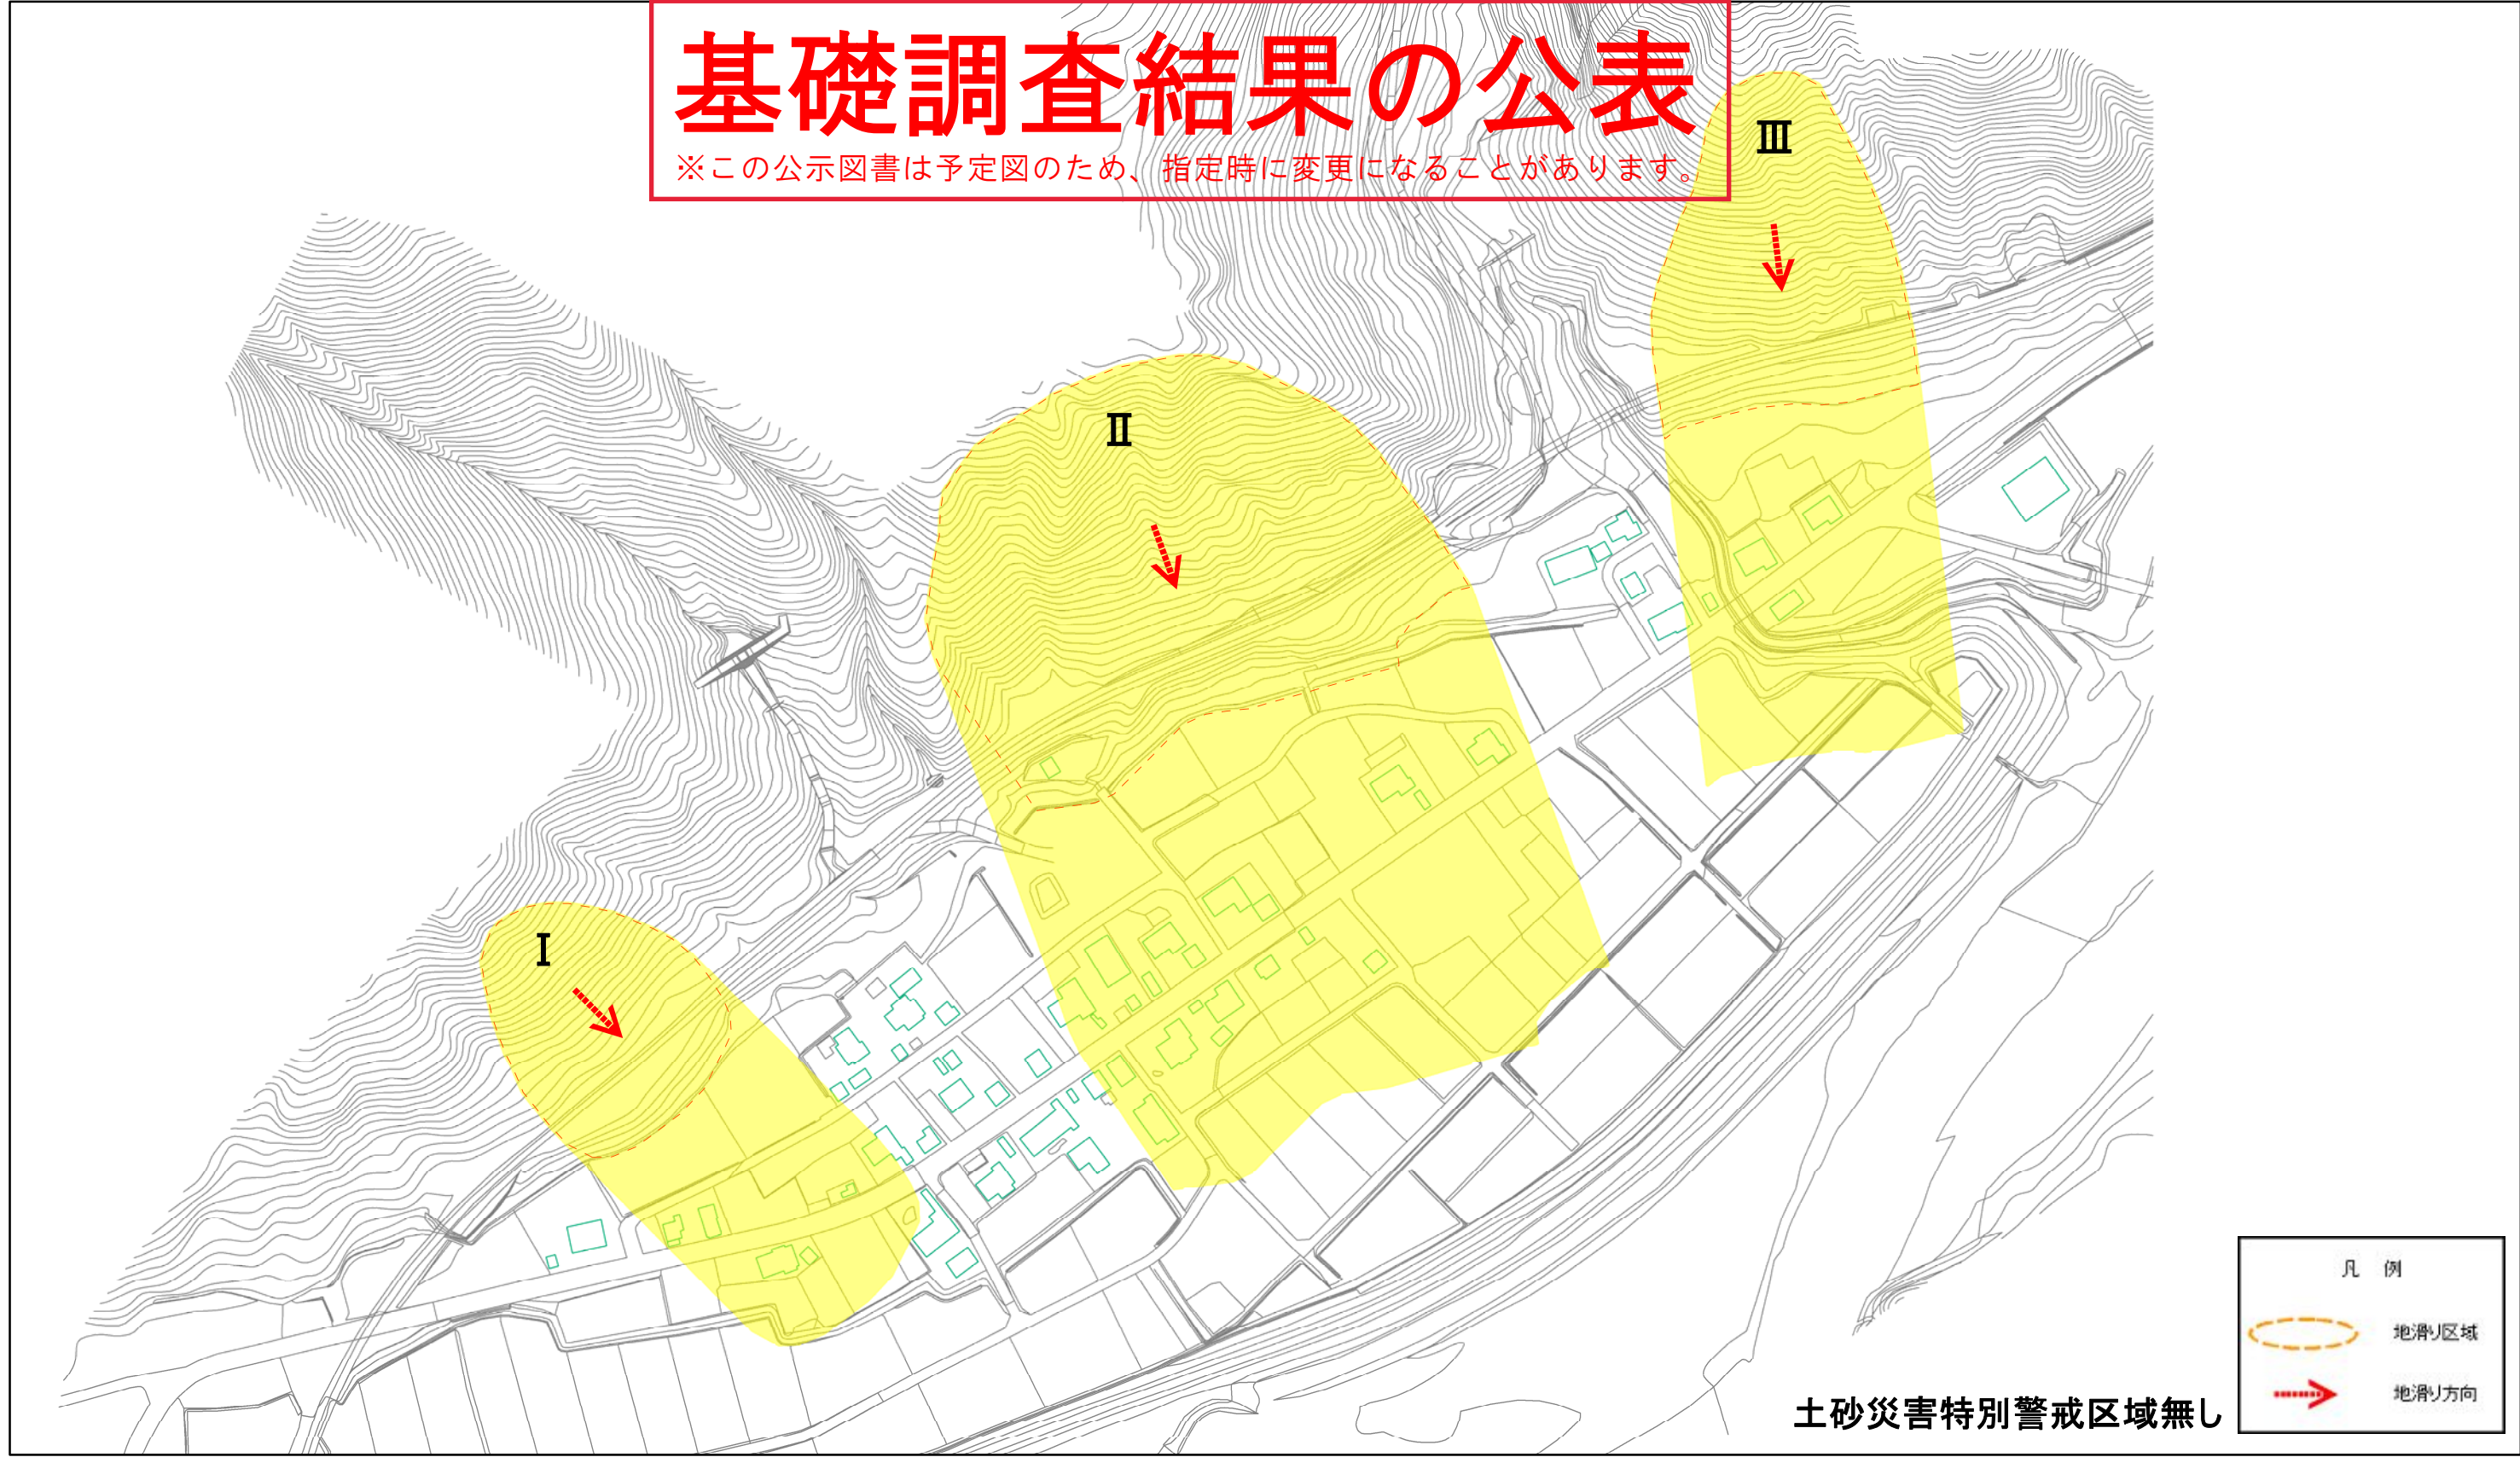 基礎調査結果の公表
※この公示図書は予定図のため、指定時に変更になることがあります。
Ⅲ
Ⅱ
Ⅰ
凡 例
地滑り区域
地滑り方向
土砂災害特別警戒区域無し